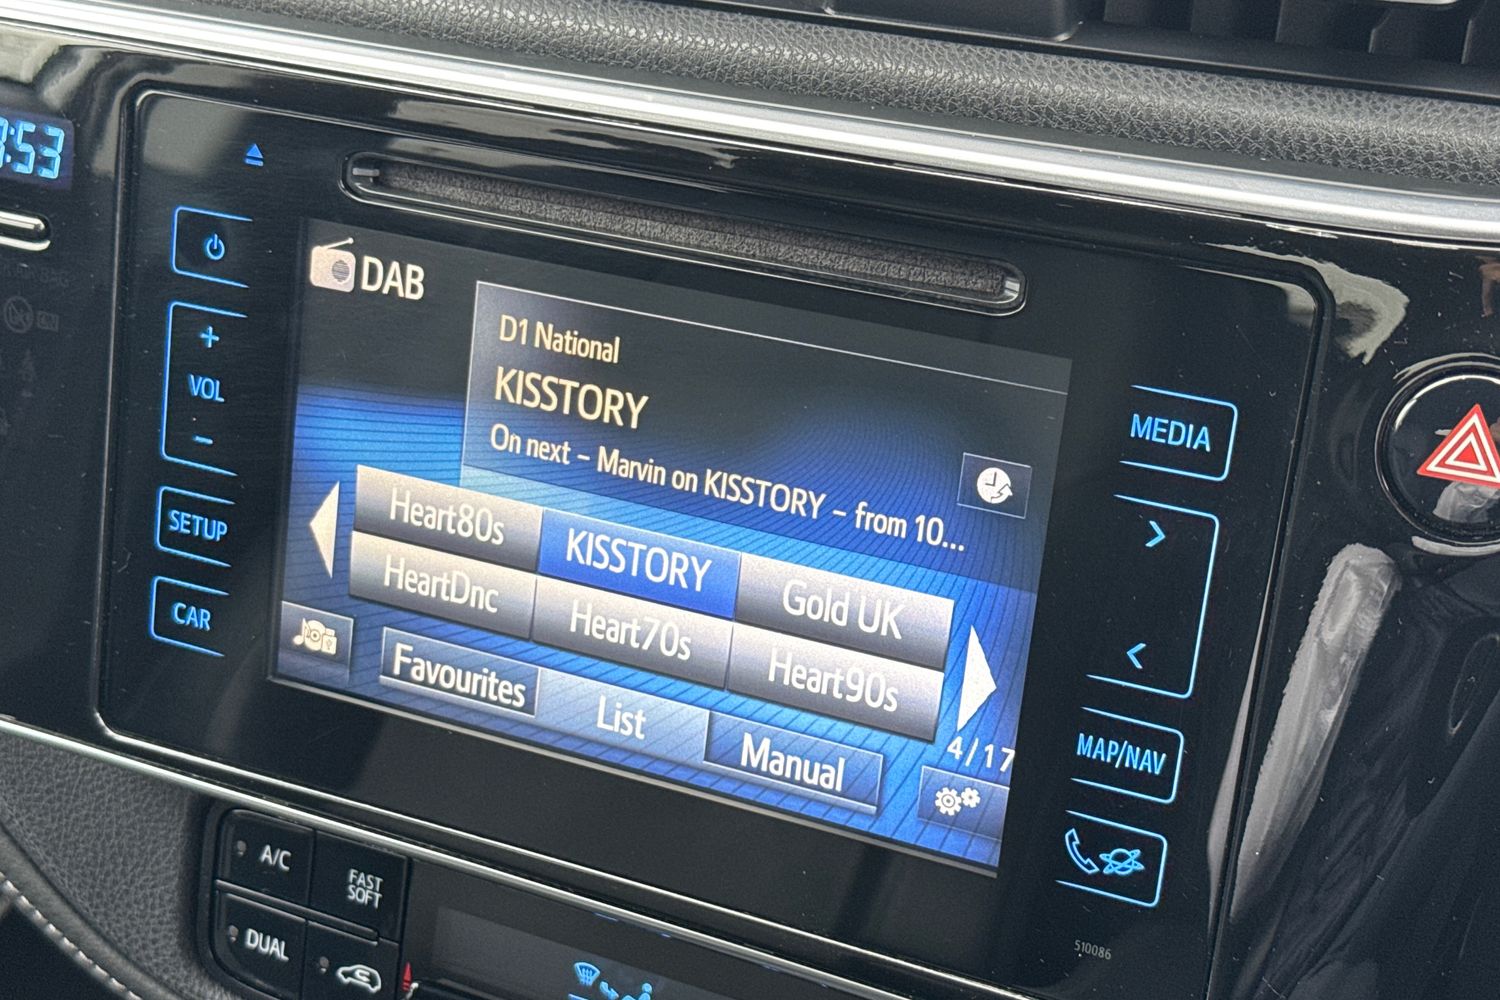 :53
DAB
D1 National
KISSTORY
On next - Marvin on KISSTORY - from 10...
VOL
SETUP
CAR
Heart80s
KISSTORY
Gold UK
HeartDnc
Heart70s
Heart90s
Favourites
List
Manual
4/17
MEDIA
MAP/NAV
510086
A/C
FAST
SOFT
DUAL